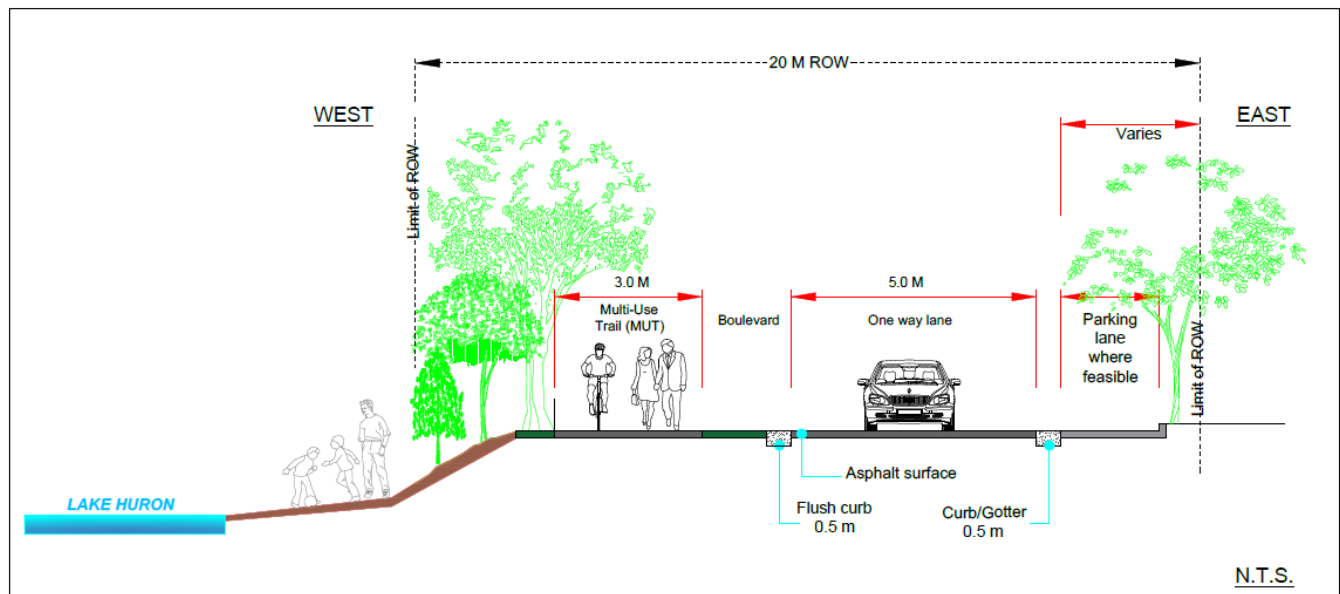 20 M ROW
WEST
EAST
Varies
Limit of ROW
3.0 M
5.0 M
Multi-Use
Trail (MUT)
Boulevard
One way lane
Parking
lane
where
feasible
Limit of ROW
Asphalt surface
LAKE HURON
Flush curb
0.5 m
Curb/Gotter
0.5 m
N.T.S.